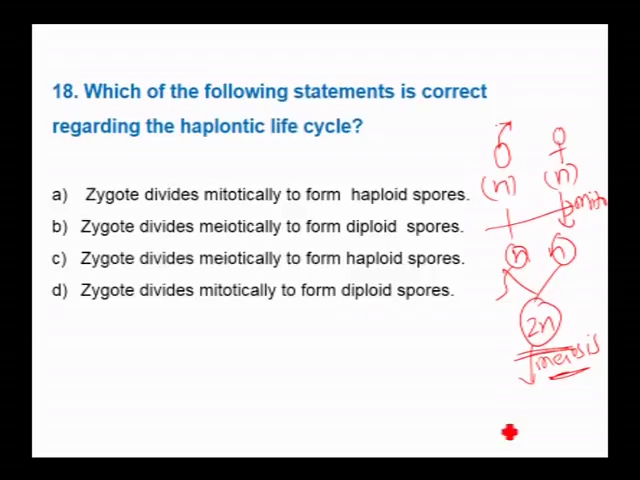 18. Which of the following statements is correct
regarding the haplontic life cycle?
a) Zygote divides mitotically to form haploid spores.
b) Zygote divides meiotically to form diploid spores.
c) Zygote divides meiotically to form haploid spores.
d) Zygote divides mitotically to form diploid spores.
♂ ♀
(n) (n)
mito
n n
2n
meiosis